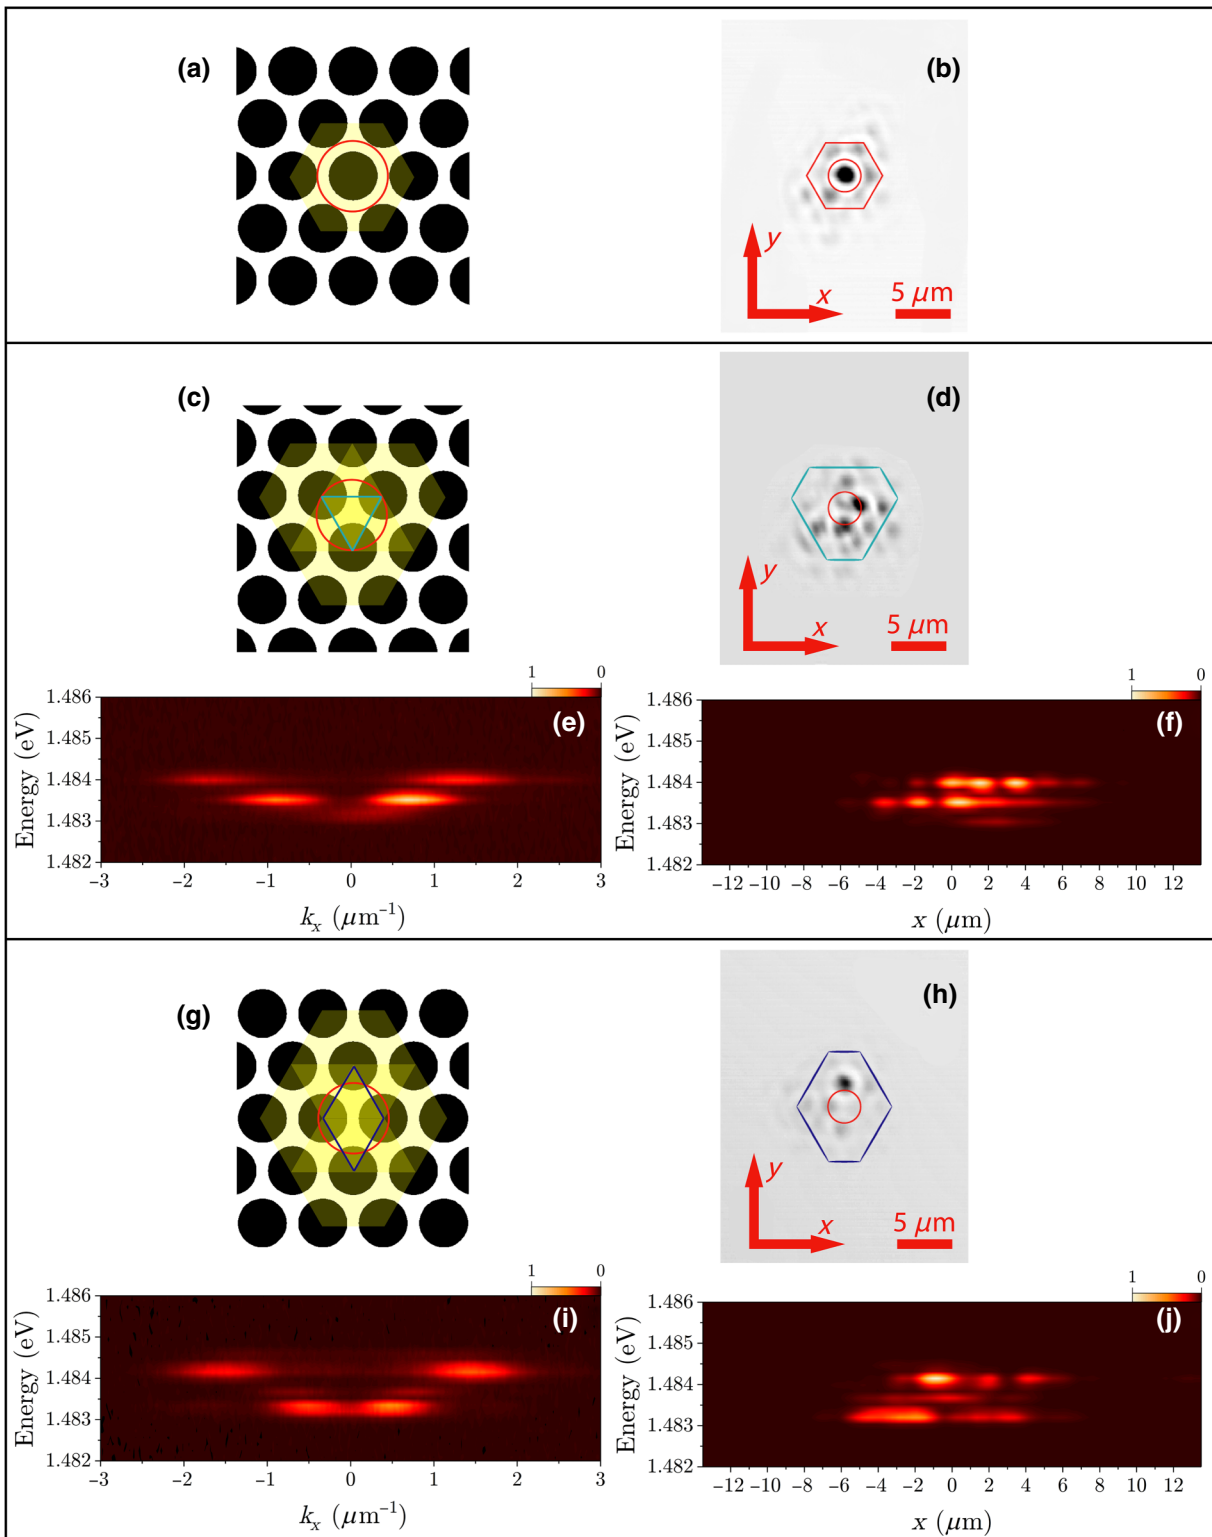 (a)
(b)
y
x
5 μm
(c)
(d)
y
x
5 μm
1 0
1.486
1.485
1.484
1.483
1.482
Energy (eV)
(e)
−3 −2 −1 0 1 2 3
k_x (μm⁻¹)
1 0
1.486
1.485
1.484
1.483
1.482
Energy (eV)
(f)
−12 −10 −8 −6 −4 −2 0 2 4 6 8 10 12
x (μm)
(g)
(h)
y
x
5 μm
1 0
1.486
1.485
1.484
1.483
1.482
Energy (eV)
(i)
−3 −2 −1 0 1 2 3
k_x (μm⁻¹)
1 0
1.486
1.485
1.484
1.483
1.482
Energy (eV)
(j)
−12 −10 −8 −6 −4 −2 0 2 4 6 8 10 12
x (μm)